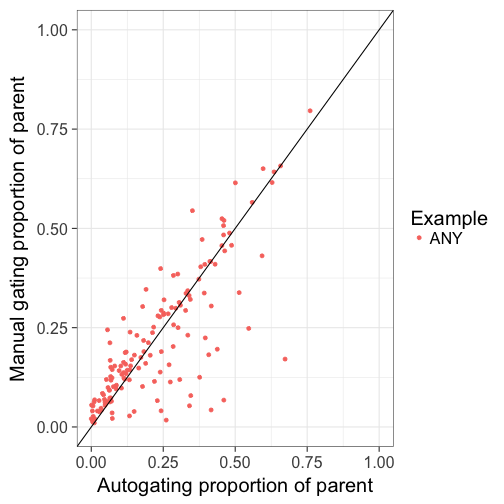 1.00
0.75
0.50
0.25
0.00
Manual gating proportion of parent
0.00 0.25 0.50 0.75 1.00
Autogating proportion of parent
Example
ANY